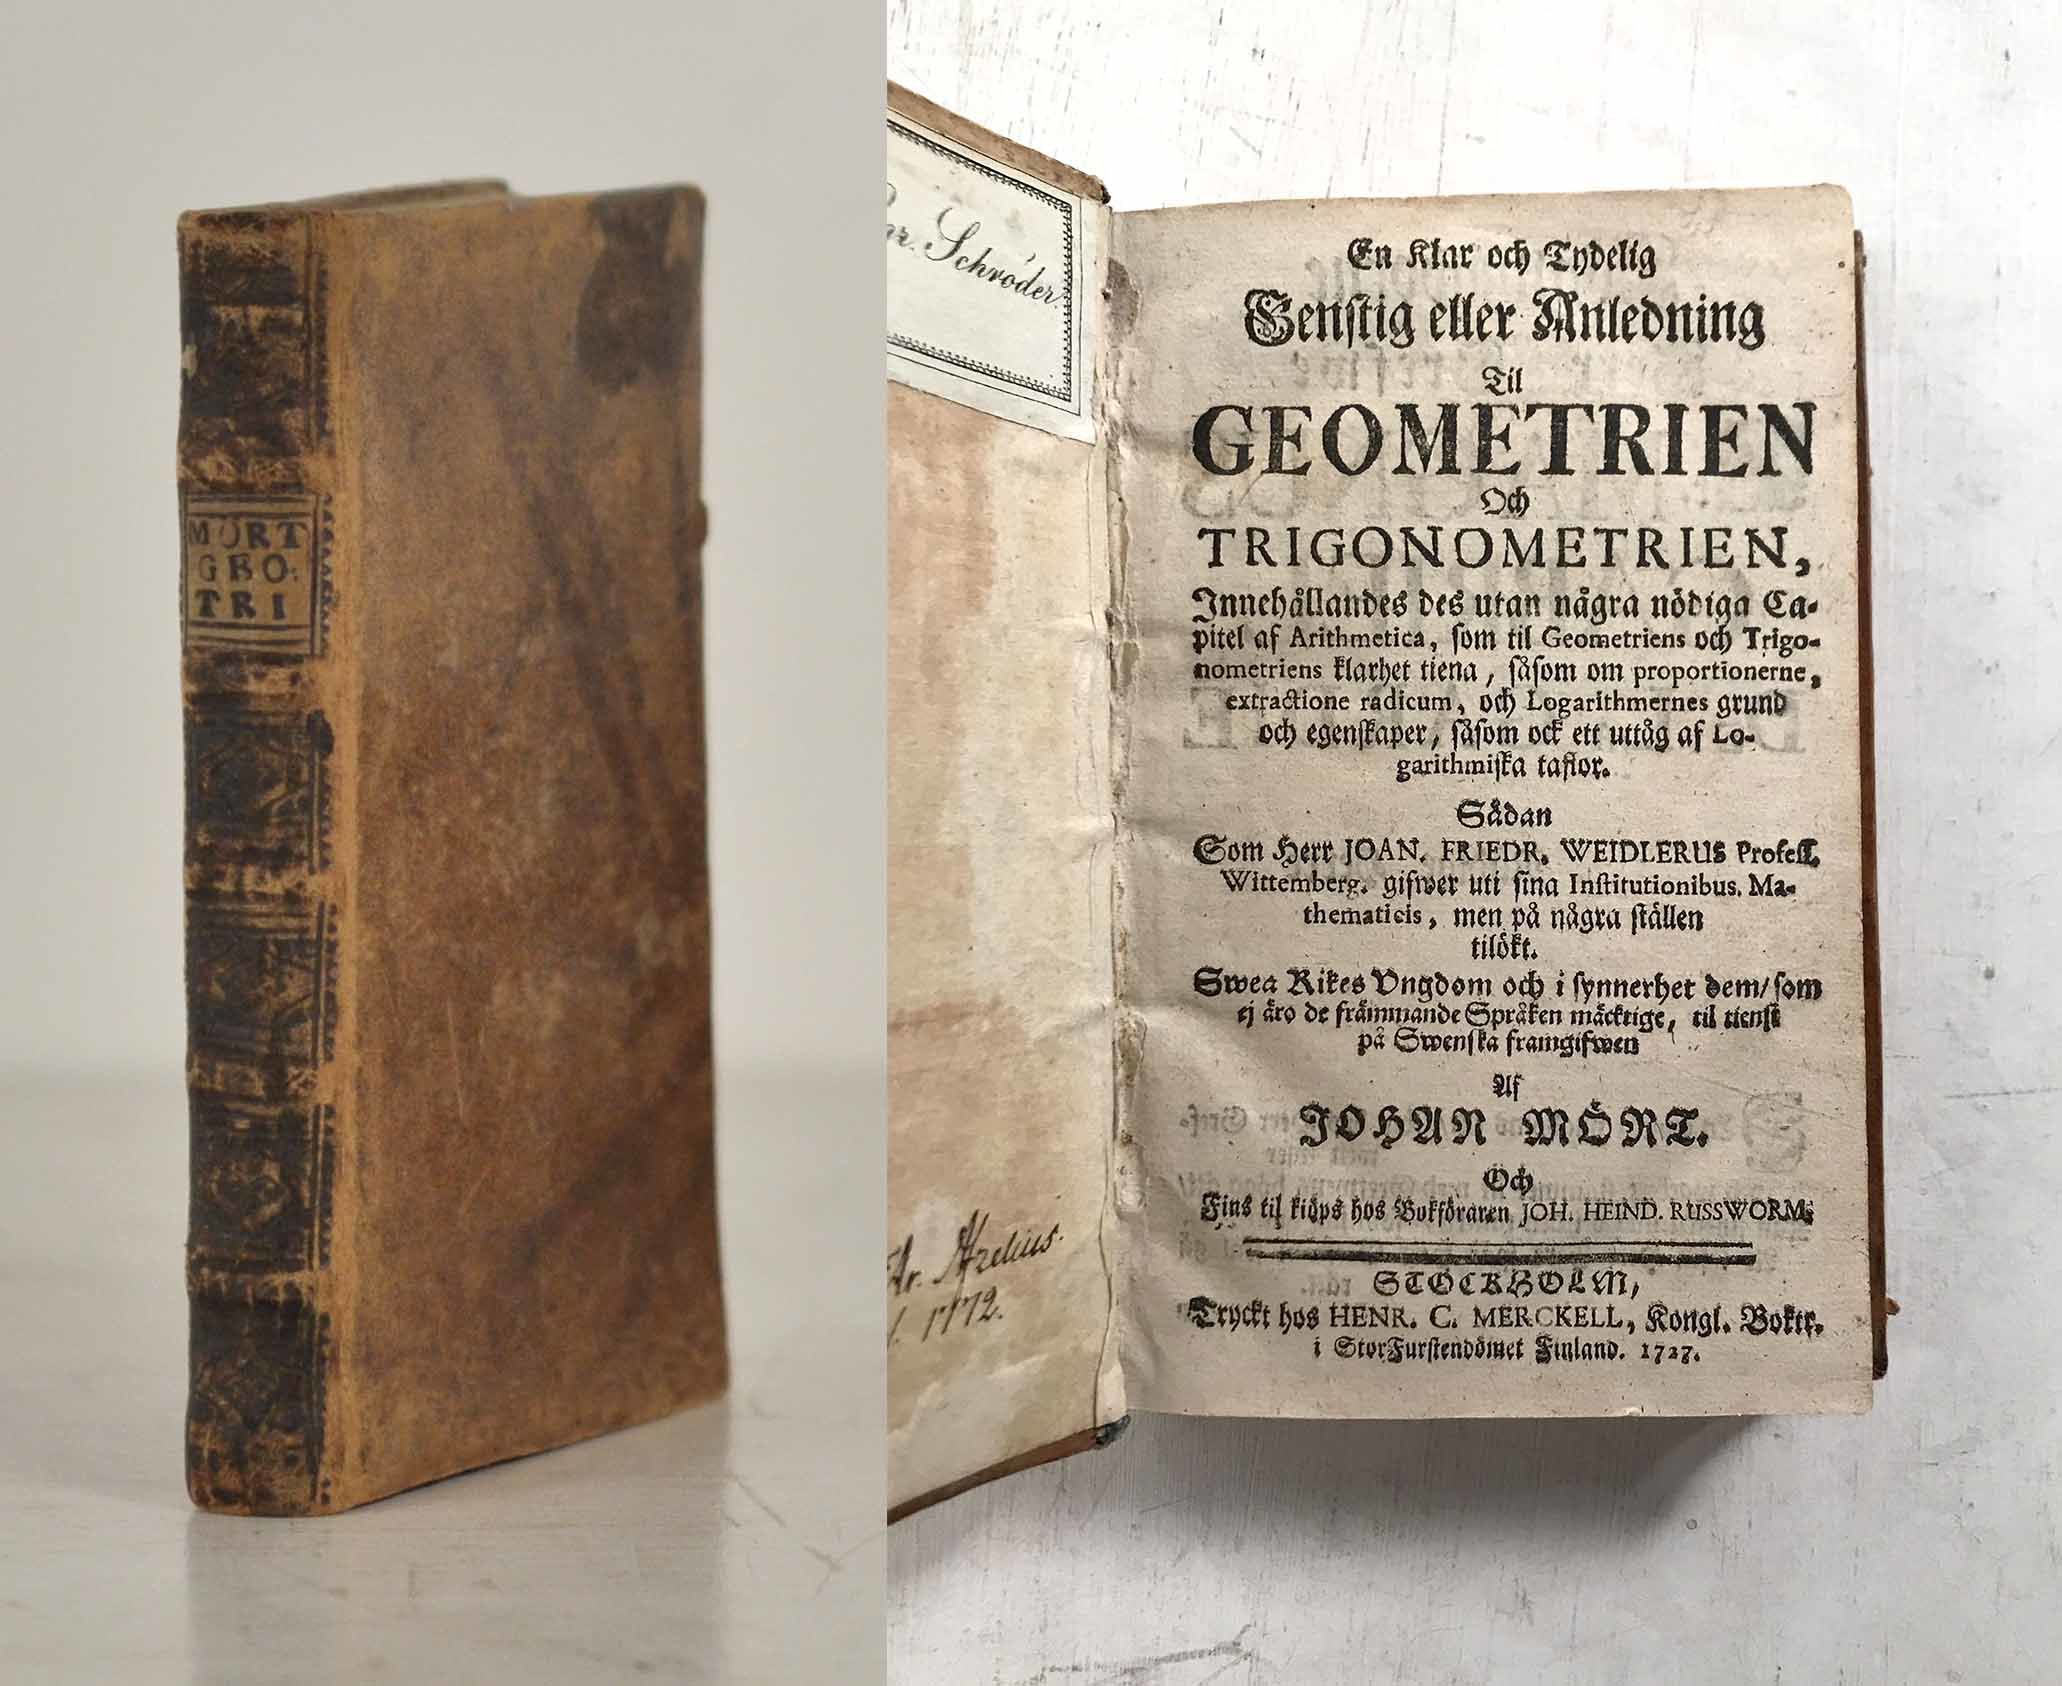 MÖRT
GEO:
TRI
gr. Schröder.
Ar. Afzelius.
1772.
En Klar och Tydelig
Genstig eller Anledning
Til
GEOMETRIEN
Och
TRIGONOMETRIEN,
Innehållandes des utan några nödiga Ca-
pitel af Arithmetica, som til Geometriens och Trigo-
nometriens klarhet tiena, såsom om proportionerne,
extractione radicum, och Logarithmernes grund
och egenskaper, såsom ock ett uttåg af Lo-
garithmiska taflor.
Sådan
Som Herr JOAN. FRIEDR. WEIDLERUS Profess.
Wittemberg. gifwer uti sina Institutionibus. Ma-
thematicis, men på några ställen
tilökt.
Swea Rikes Vngdom och i synnerhet dem/som
ej äro de främmande Språken mäcktige, til tienst
på Swenska framgifwen
Af
JOHAN MÖRT.
Och
Fins til kiöps hos Bokföraren JOH. HEIND. RUSSWORM.
STOCKHOLM,
Tryckt hos HENR. C. MERCKELL, Kongl. Boktr.
i StorFurstendömet Finland. 1727.